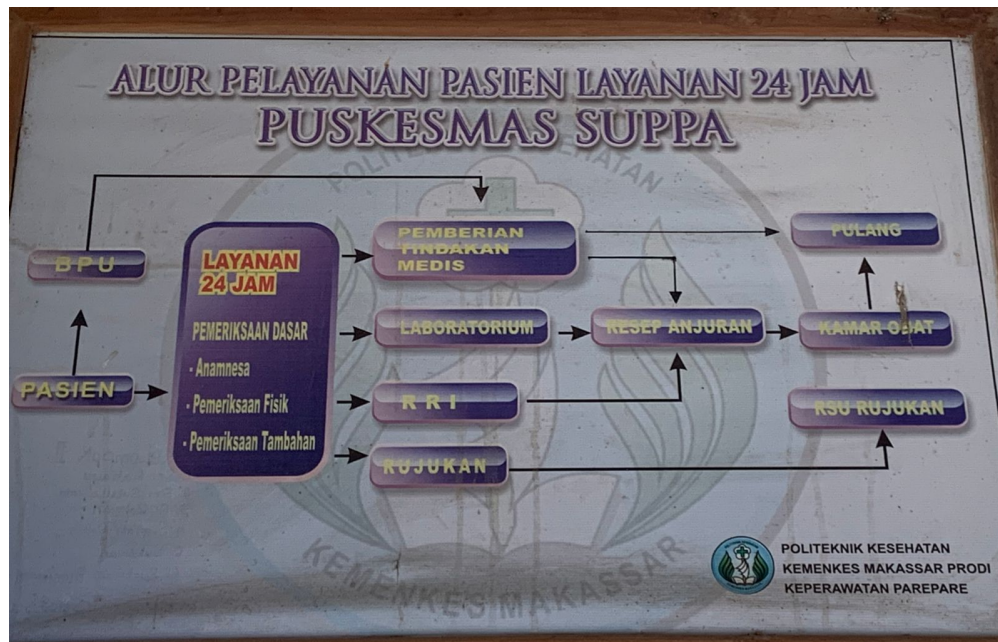 ALUR PELAYANAN PASIEN LAYANAN 24 JAM
PUSKESMAS SUPPA
POLITEKNIK KESEHATAN
BPU
LAYANAN
24 JAM
PEMERIKSAAN DASAR
- Anamnesa
- Pemeriksaan Fisik
- Pemeriksaan Tambahan
PASIEN
PEMBERIAN
TINDAKAN
MEDIS
LABORATORIUM
RRI
RUJUKAN
RESEP ANJURAN
PULANG
KAMAR OBAT
RSU RUJUKAN
KEMENKES MAKASSAR
POLITEKNIK KESEHATAN
KEMENKES MAKASSAR PRODI
KEPERAWATAN PAREPARE